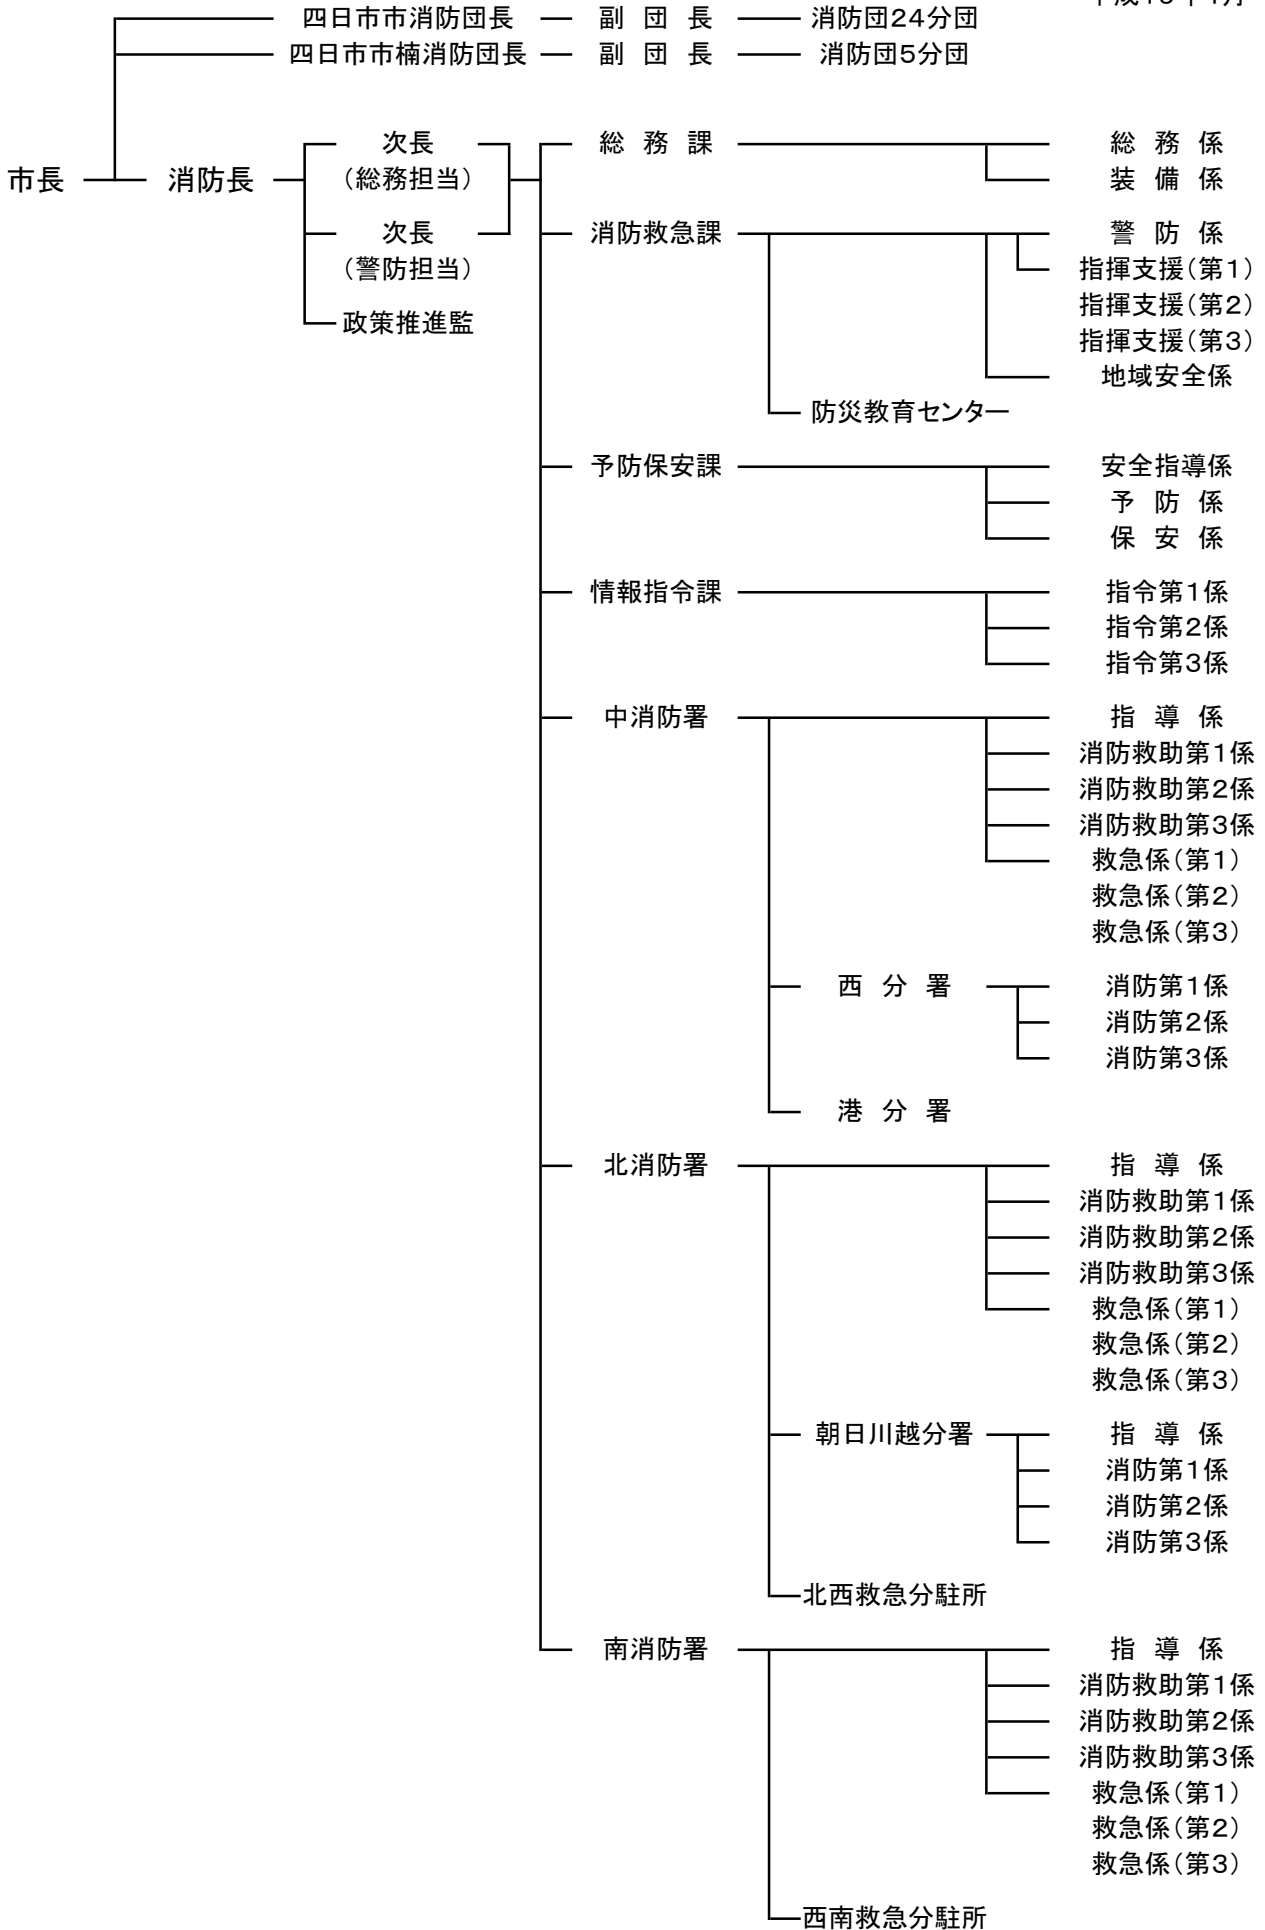 四日市市消防団長 副団長 消防団24分団
四日市市楠消防団長 副団長 消防団5分団
次長 総務課 総務係
市長 消防長 (総務担当) 装備係
次長 消防救急課 警防係
(警防担当) 指揮支援(第1)
指揮支援(第2)
政策推進監
指揮支援(第3)
地域安全係
防災教育センター
予防保安課 安全指導係
予防係
保安係
情報指令課 指令第1係
指令第2係
指令第3係
中消防署 指導係
消防救助第1係
消防救助第2係
消防救助第3係
救急係(第1)
救急係(第2)
救急係(第3)
西分署 消防第1係
消防第2係
消防第3係
港分署
北消防署 指導係
消防救助第1係
消防救助第2係
消防救助第3係
救急係(第1)
救急係(第2)
救急係(第3)
朝日川越分署 指導係
消防第1係
消防第2係
消防第3係
北西救急分駐所
南消防署 指導係
消防救助第1係
消防救助第2係
消防救助第3係
救急係(第1)
救急係(第2)
救急係(第3)
西南救急分駐所